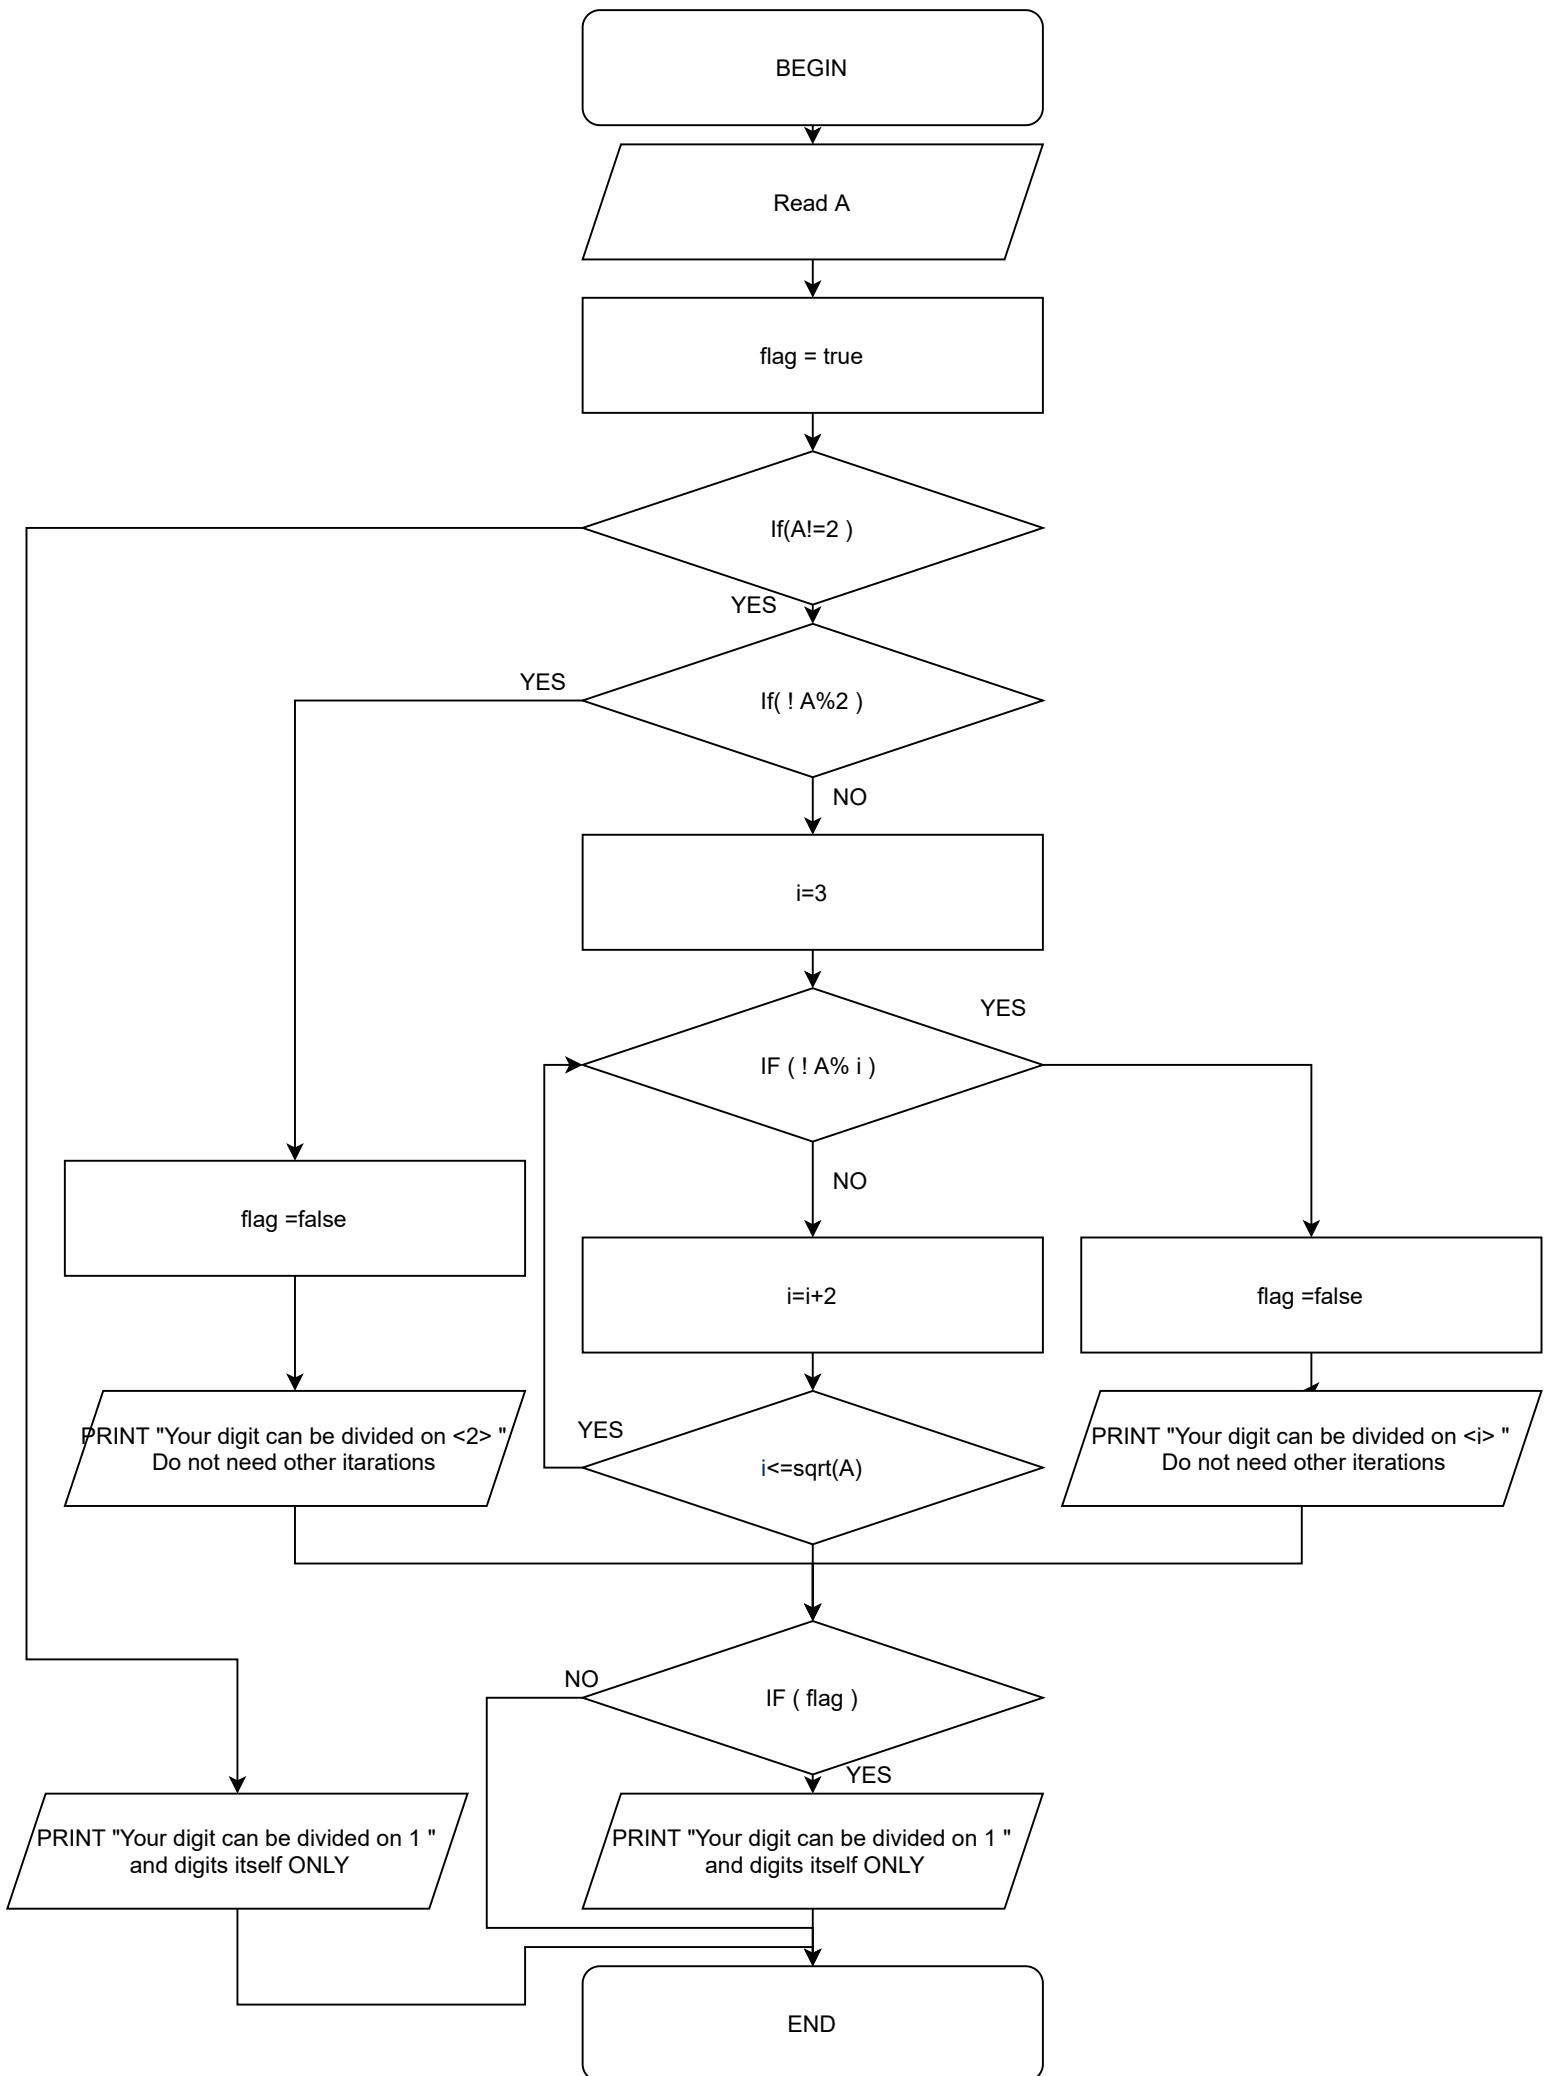 BEGIN
Read A
flag = true
If(A!=2 )
YES
If( ! A%2 )
YES
NO
i=3
IF ( ! A% i )
YES
NO
flag =false
i=i+2
flag =false
PRINT "Your digit can be divided on <2> "
Do not need other itarations
YES
i<=sqrt(A)
PRINT "Your digit can be divided on <i> "
Do not need other iterations
IF ( flag )
NO
YES
PRINT "Your digit can be divided on 1 "
and digits itself ONLY
PRINT "Your digit can be divided on 1 "
and digits itself ONLY
END